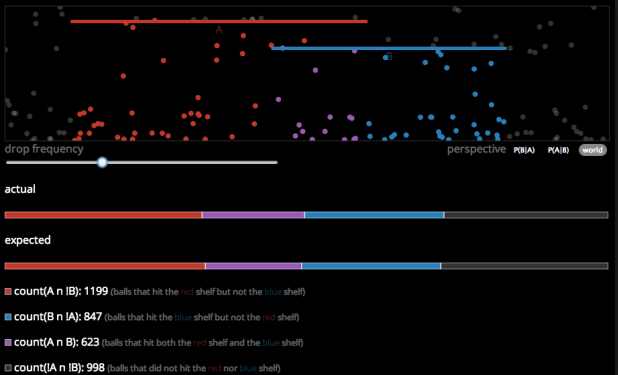 A
B
drop frequency
perspective P(B|A) P(A|B) world
actual
expected
count(A n !B): 1199 (balls that hit the red shelf but not the blue shelf)
count(B n !A): 847 (balls that hit the blue shelf but not the red shelf)
count(A n B): 623 (balls that hit both the red shelf and the blue shelf)
count(!A n !B): 998 (balls that did not hit the red nor blue shelf)